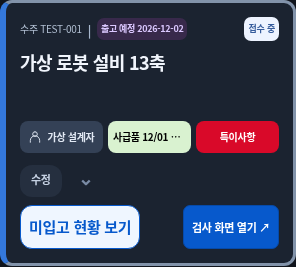 수주 TEST-001 | 출고 예정 2026-12-02 접수 중
가상 로봇 설비 13축
가상 설계자 사급품 12/01 … 특이사항
수정
미입고 현황 보기 검사 화면 열기 ↗